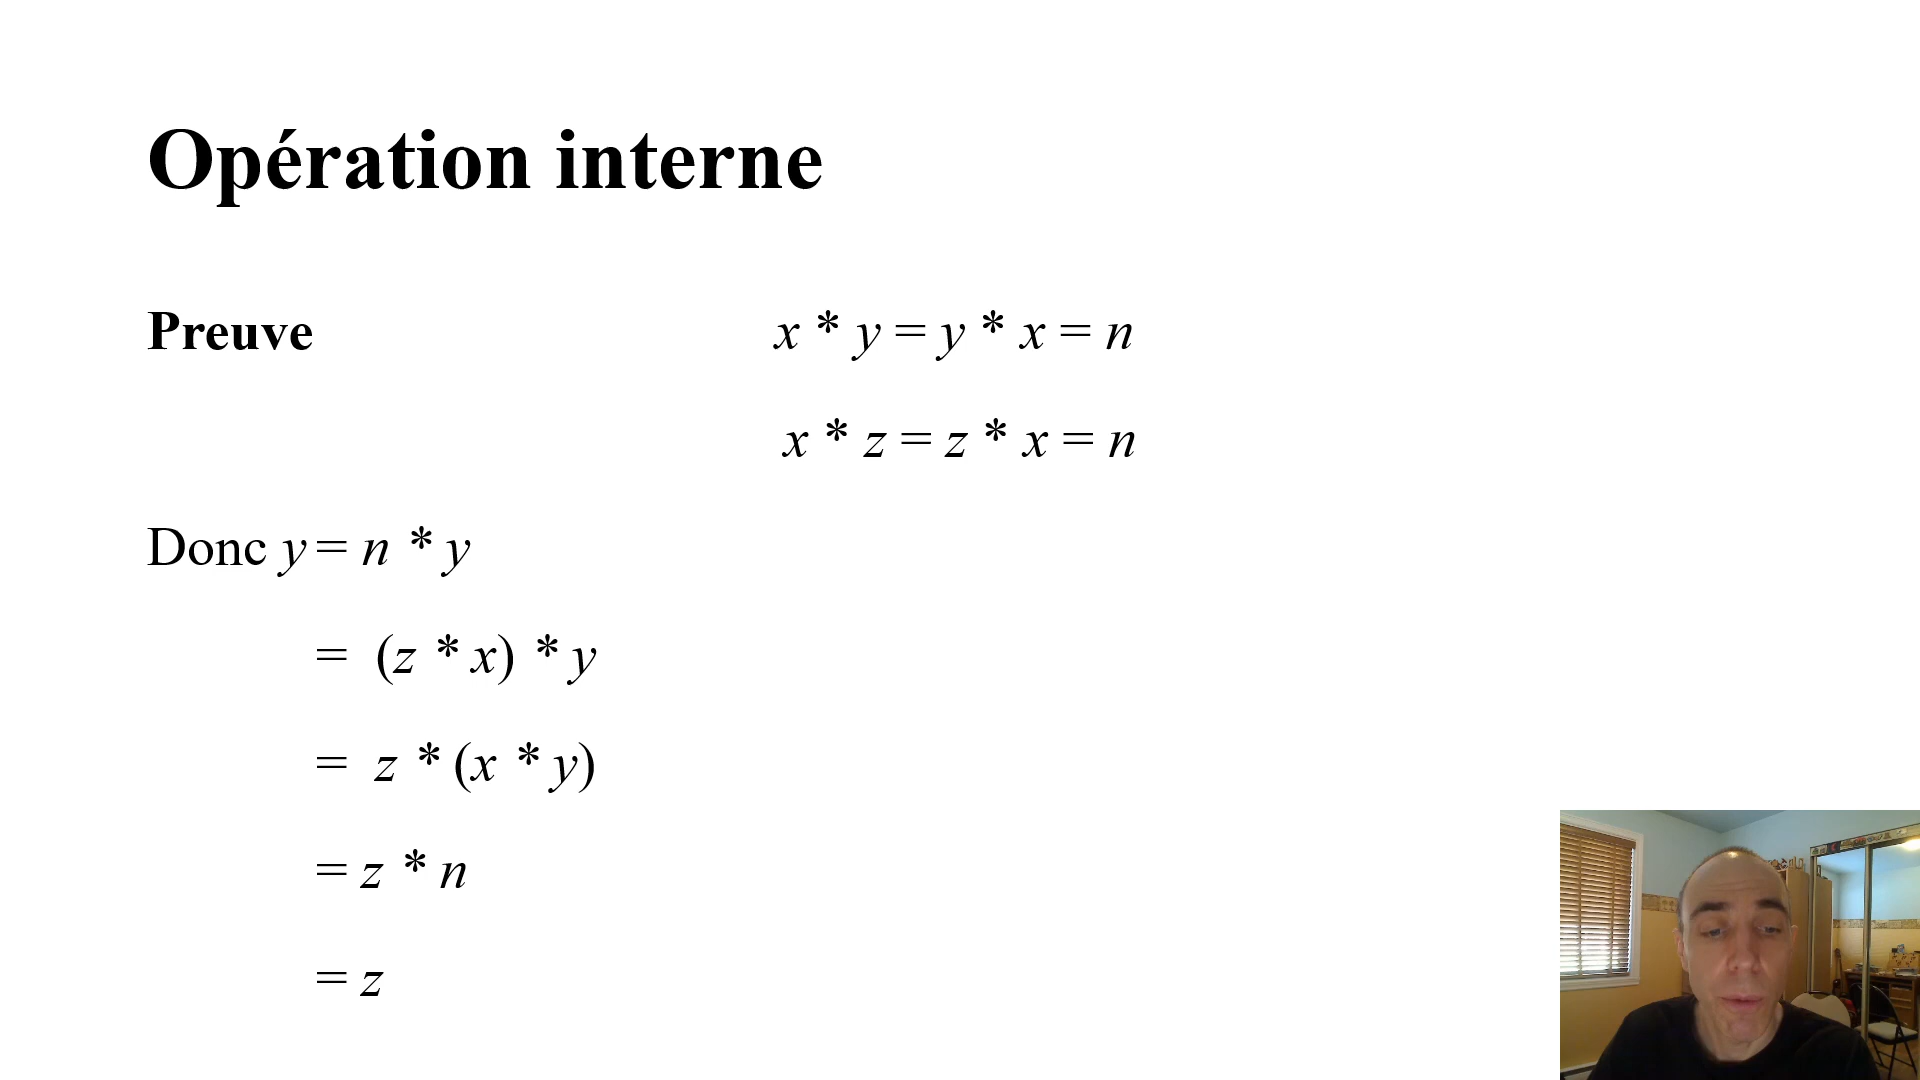 Opération interne
Preuve x * y = y * x = n
x * z = z * x = n
Donc y = n * y
= (z * x) * y
= z * (x * y)
= z * n
= z